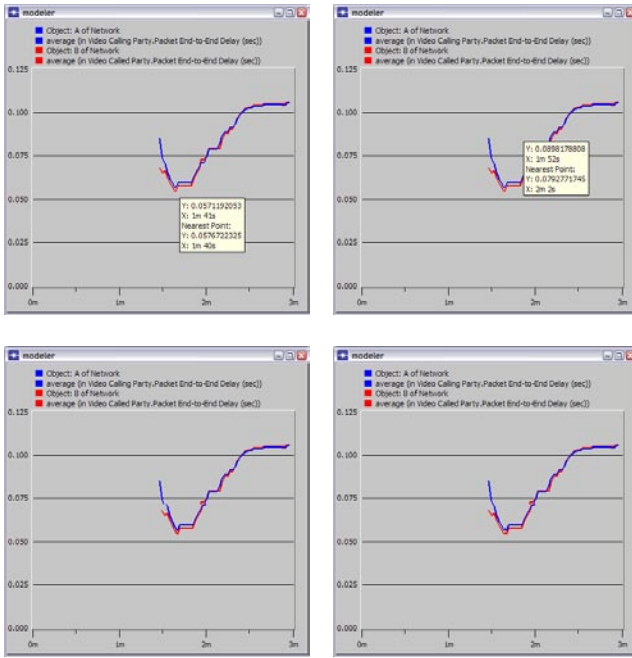 modeler
Object: A of Network
average (in Video Calling Party.Packet End-to-End Delay (sec))
Object: B of Network
average (in Video Called Party.Packet End-to-End Delay (sec))
0.125
0.100
0.075
0.050
0.025
0.000
Y: 0.0571192053
X: 1m 41s
Nearest Point:
Y: 0.0576722325
X: 1m 40s
0m
1m
2m
3m
modeler
Object: A of Network
average (in Video Calling Party.Packet End-to-End Delay (sec))
Object: B of Network
average (in Video Called Party.Packet End-to-End Delay (sec))
0.125
0.100
0.075
0.050
0.025
0.000
Y: 0.0898178808
X: 1m 52s
Nearest Point:
Y: 0.0792771745
X: 2m 2s
0m
1m
2m
3m
modeler
Object: A of Network
average (in Video Calling Party.Packet End-to-End Delay (sec))
Object: B of Network
average (in Video Called Party.Packet End-to-End Delay (sec))
0.125
0.100
0.075
0.050
0.025
0.000
0m
1m
2m
3m
modeler
Object: A of Network
average (in Video Calling Party.Packet End-to-End Delay (sec))
Object: B of Network
average (in Video Called Party.Packet End-to-End Delay (sec))
0.125
0.100
0.075
0.050
0.025
0.000
0m
1m
2m
3m